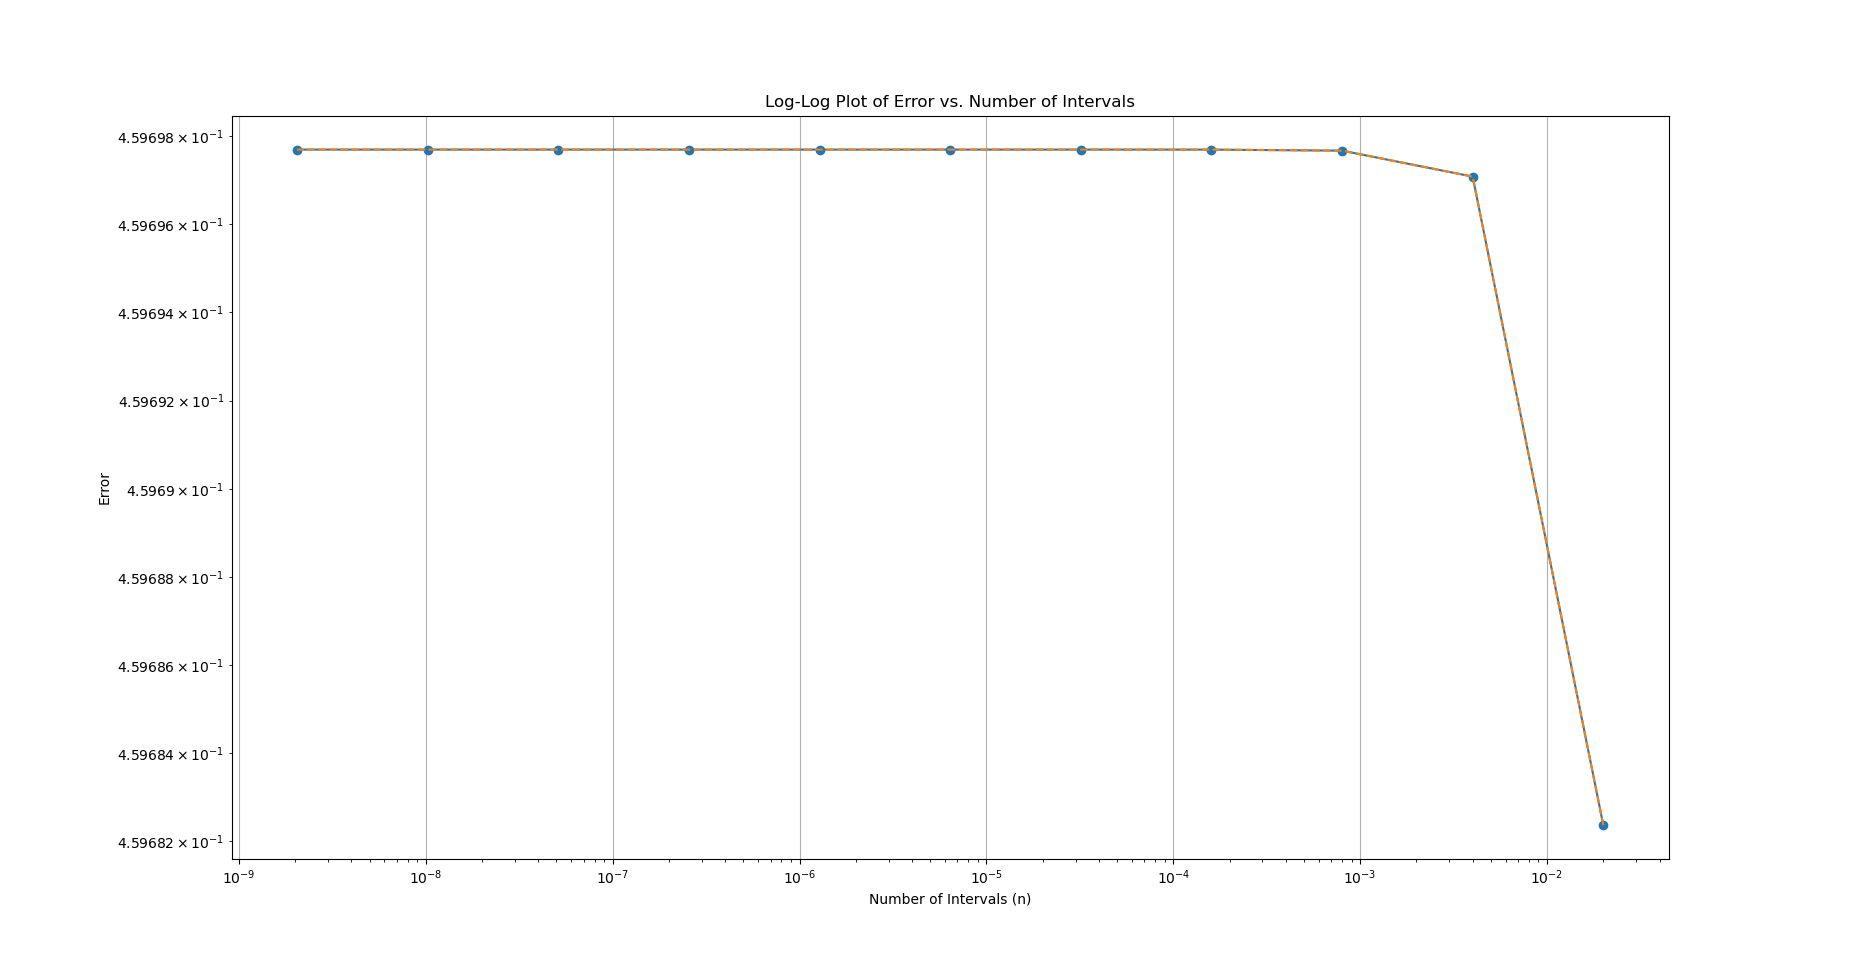 Log-Log Plot of Error vs. Number of Intervals
4.59698 × 10⁻¹
4.59696 × 10⁻¹
4.59694 × 10⁻¹
4.59692 × 10⁻¹
4.5969 × 10⁻¹
4.59688 × 10⁻¹
4.59686 × 10⁻¹
4.59684 × 10⁻¹
4.59682 × 10⁻¹
Error
10⁻⁹ 10⁻⁸ 10⁻⁷ 10⁻⁶ 10⁻⁵ 10⁻⁴ 10⁻³ 10⁻²
Number of Intervals (n)